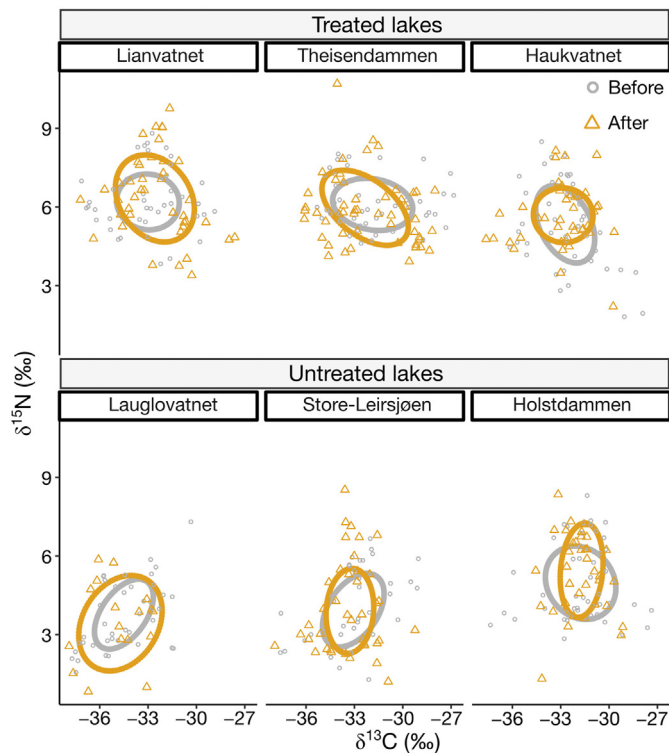 Treated lakes
Lianvatnet Theisendammen Haukvatnet
Before
After
9
6
3
Untreated lakes
Lauglovatnet Store-Leirsjøen Holstdammen
9
6
3
−36 −33 −30 −27 −36 −33 −30 −27 −36 −33 −30 −27
δ13C (‰)
δ15N (‰)